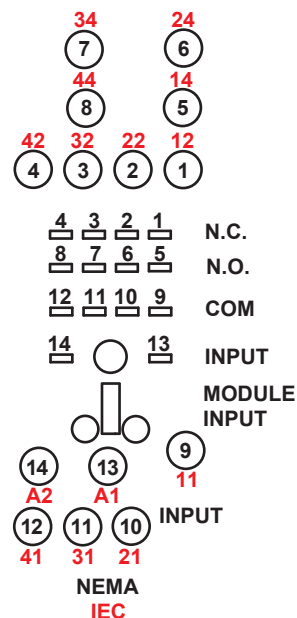 34 24
7 6
44 14
8 5
42 32 22 12
4 3 2 1
4 3 2 1 N.C.
8 7 6 5 N.O.
12 11 10 9 COM
14 13 INPUT
MODULE
INPUT
9
14 13 11
A2 A1
12 11 10 INPUT
41 31 21
NEMA
IEC